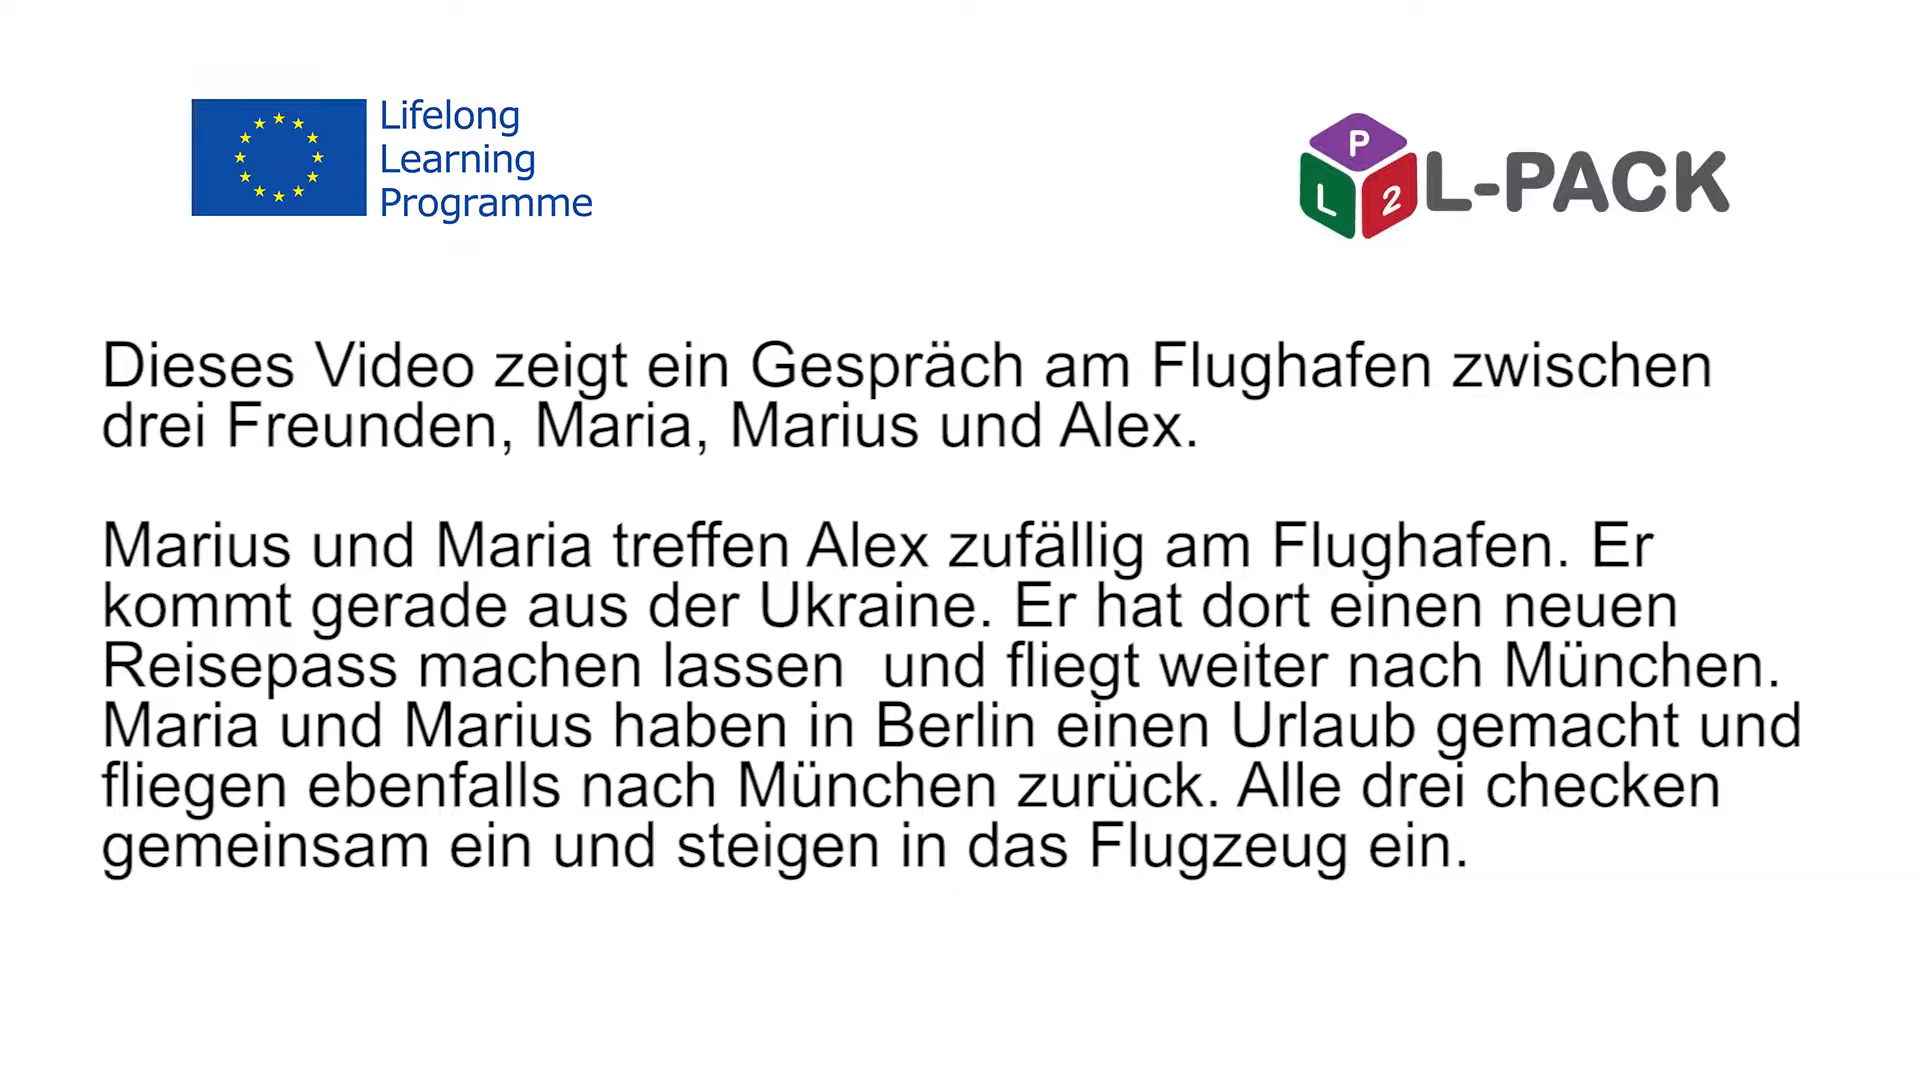 Lifelong
Learning
Programme
P
L
2
L-PACK
Dieses Video zeigt ein Gespräch am Flughafen zwischen
drei Freunden, Maria, Marius und Alex.
Marius und Maria treffen Alex zufällig am Flughafen. Er
kommt gerade aus der Ukraine. Er hat dort einen neuen
Reisepass machen lassen  und fliegt weiter nach München.
Maria und Marius haben in Berlin einen Urlaub gemacht und
fliegen ebenfalls nach München zurück. Alle drei checken
gemeinsam ein und steigen in das Flugzeug ein.